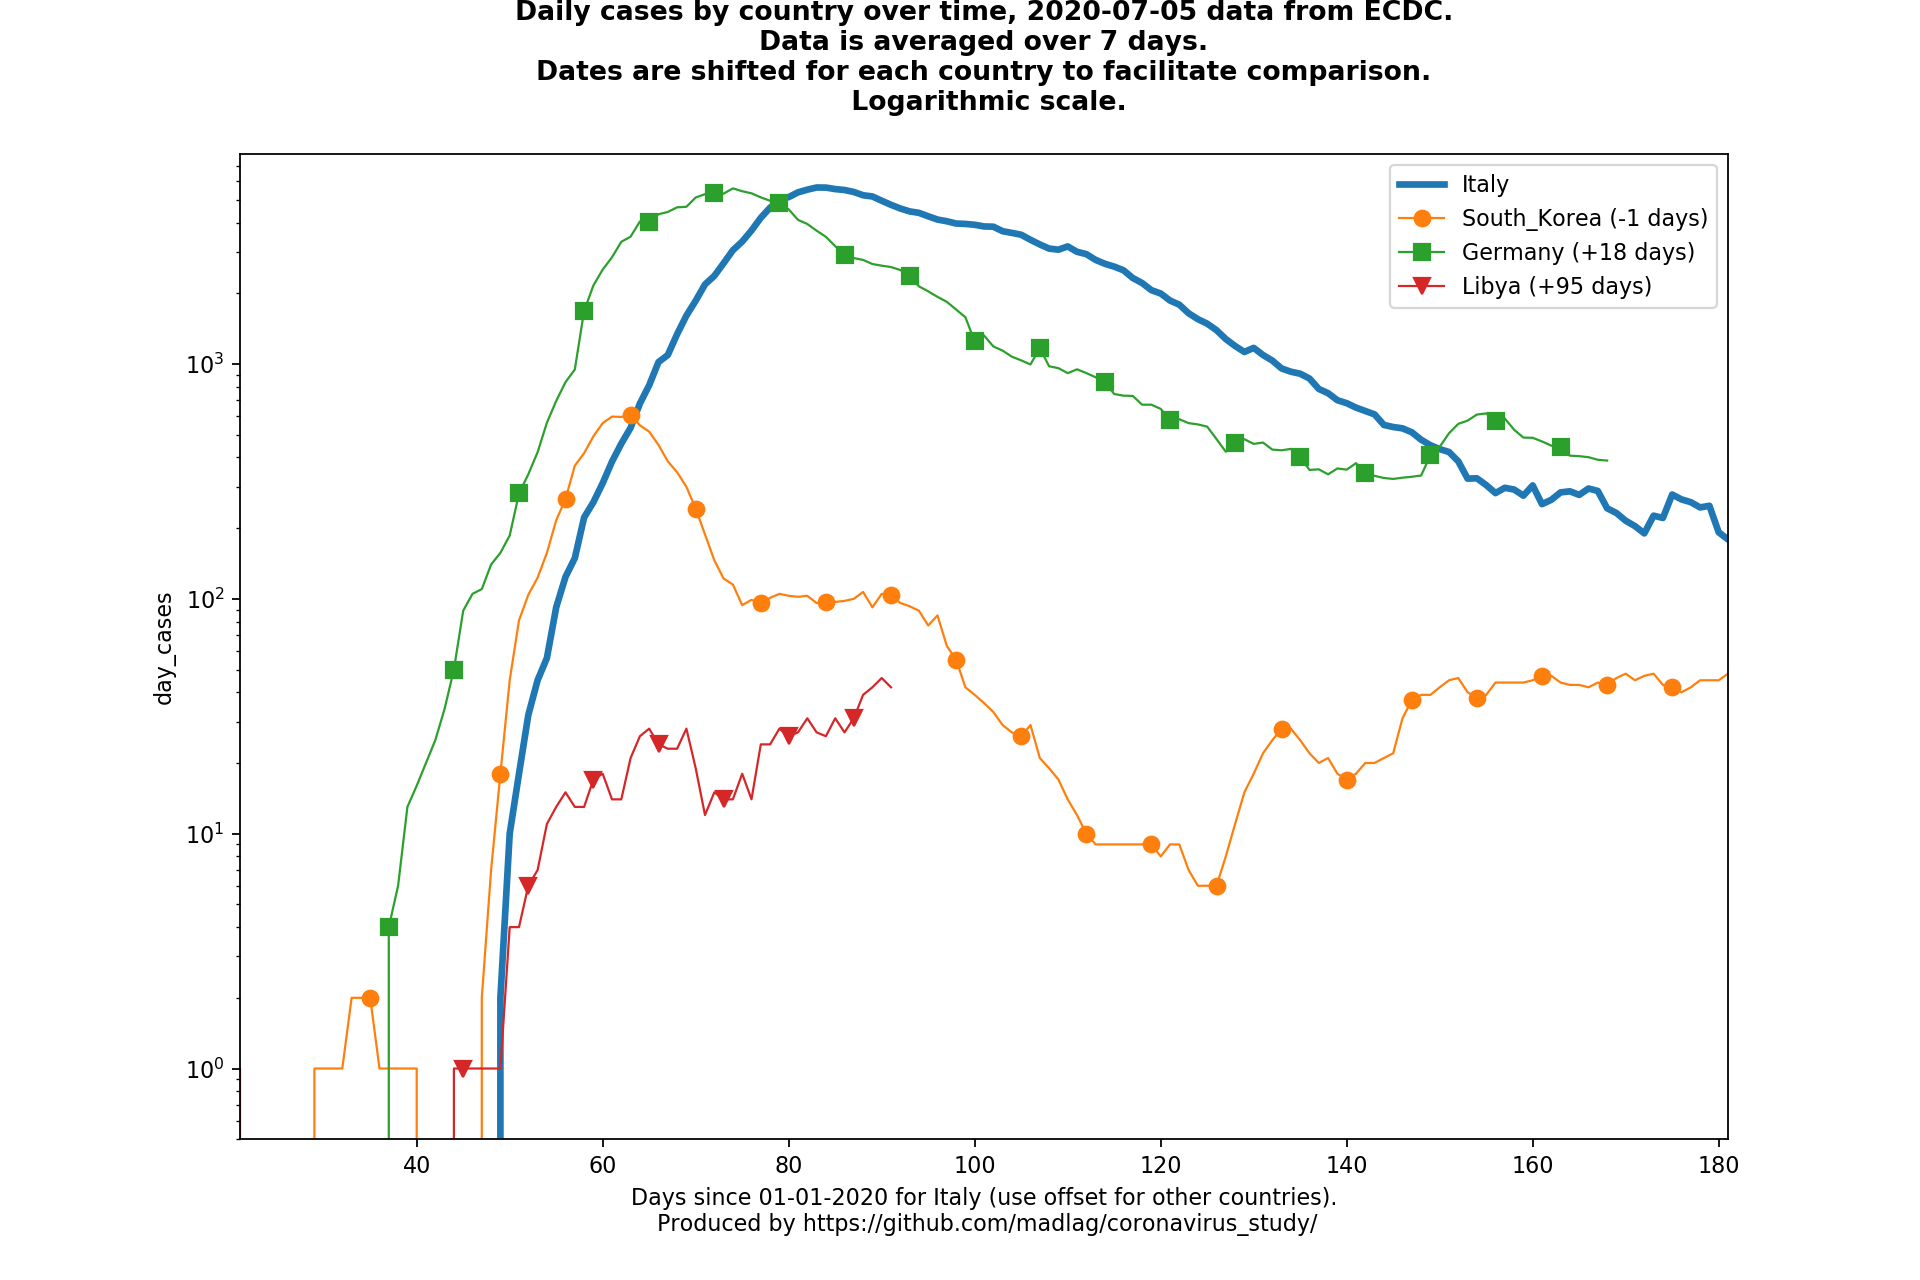 Daily cases by country over time, 2020-07-05 data from ECDC.
Data is averaged over 7 days.
Dates are shifted for each country to facilitate comparison.
Logarithmic scale.
Italy
South_Korea (-1 days)
Germany (+18 days)
Libya (+95 days)
day_cases
10³
10²
10¹
10⁰
40 60 80 100 120 140 160 180
Days since 01-01-2020 for Italy (use offset for other countries).
Produced by https://github.com/madlag/coronavirus_study/